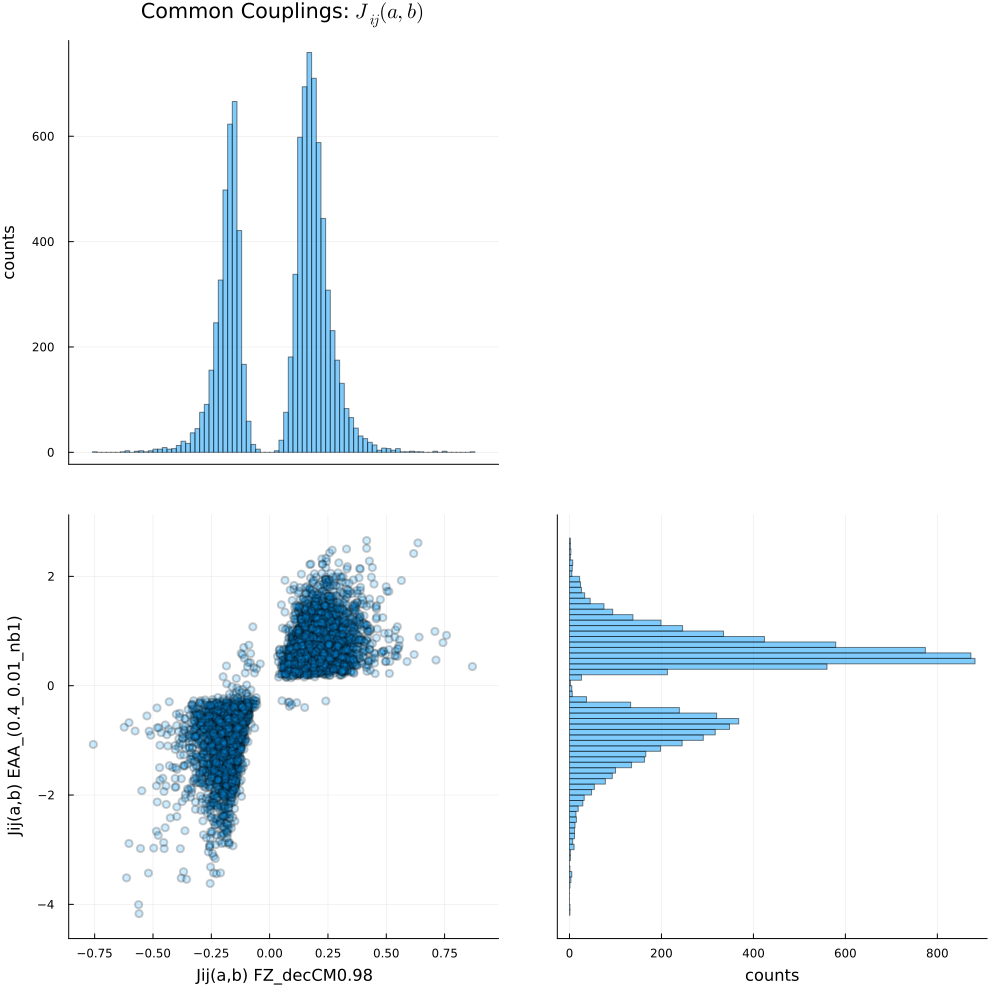 Common Couplings: J_ij(a, b)
counts
600
400
200
0
Jij(a,b) EAA_(0.4_0.01_nb1)
2
0
−2
−4
−0.75 −0.50 −0.25 0.00 0.25 0.50 0.75
Jij(a,b) FZ_decCM0.98
0 200 400 600 800
counts